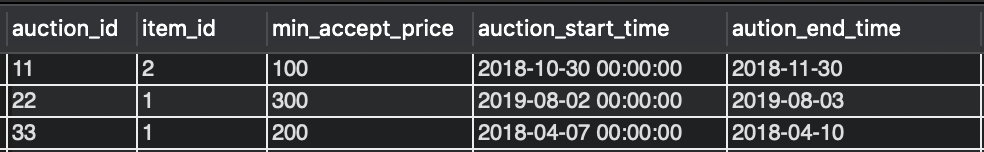 auction_id item_id min_accept_price auction_start_time aution_end_time
11 2 100 2018-10-30 00:00:00 2018-11-30
22 1 300 2019-08-02 00:00:00 2019-08-03
33 1 200 2018-04-07 00:00:00 2018-04-10